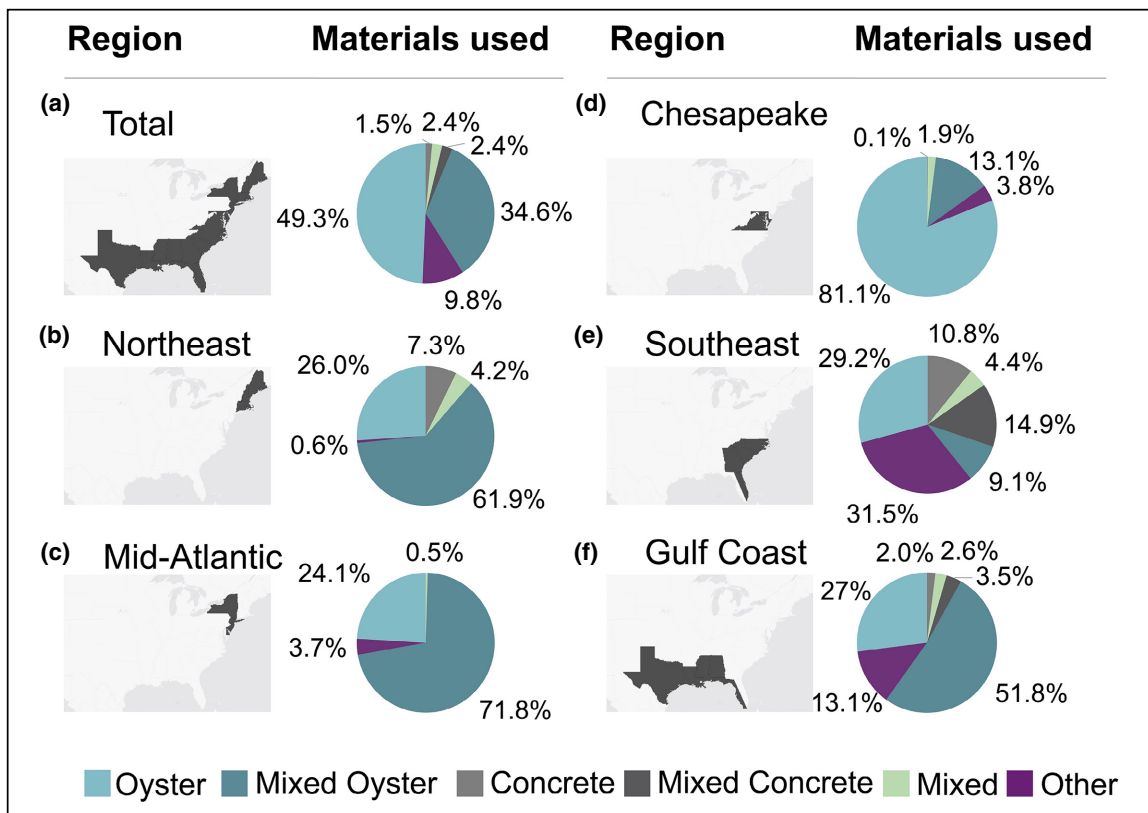 Region Materials used Region Materials used
(a) Total
1.5% 2.4%
2.4%
49.3% 34.6%
9.8%
(b) Northeast
26.0% 7.3%
4.2%
0.6%
61.9%
(c) Mid-Atlantic
24.1% 0.5%
3.7%
71.8%
(d) Chesapeake
0.1% 1.9%
13.1%
3.8%
81.1%
(e) Southeast
29.2% 10.8%
4.4%
14.9%
9.1%
31.5%
(f) Gulf Coast
2.0% 2.6%
27% 3.5%
13.1% 51.8%
Oyster Mixed Oyster Concrete Mixed Concrete Mixed Other